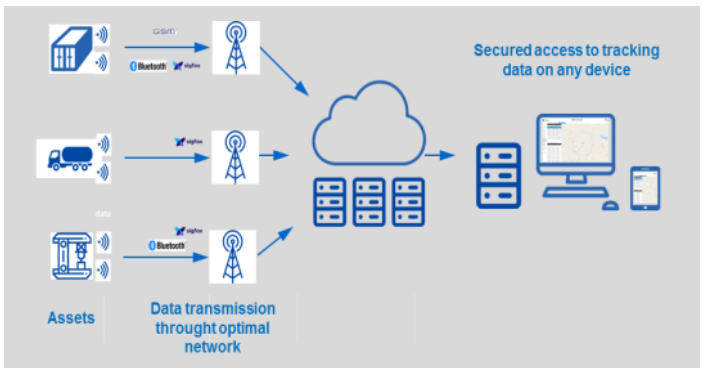 GSM
Bluetooth sigfox
Secured access to tracking
data on any device
sigfox
data
sigfox
Bluetooth
Assets
Data transmission
throught optimal
network